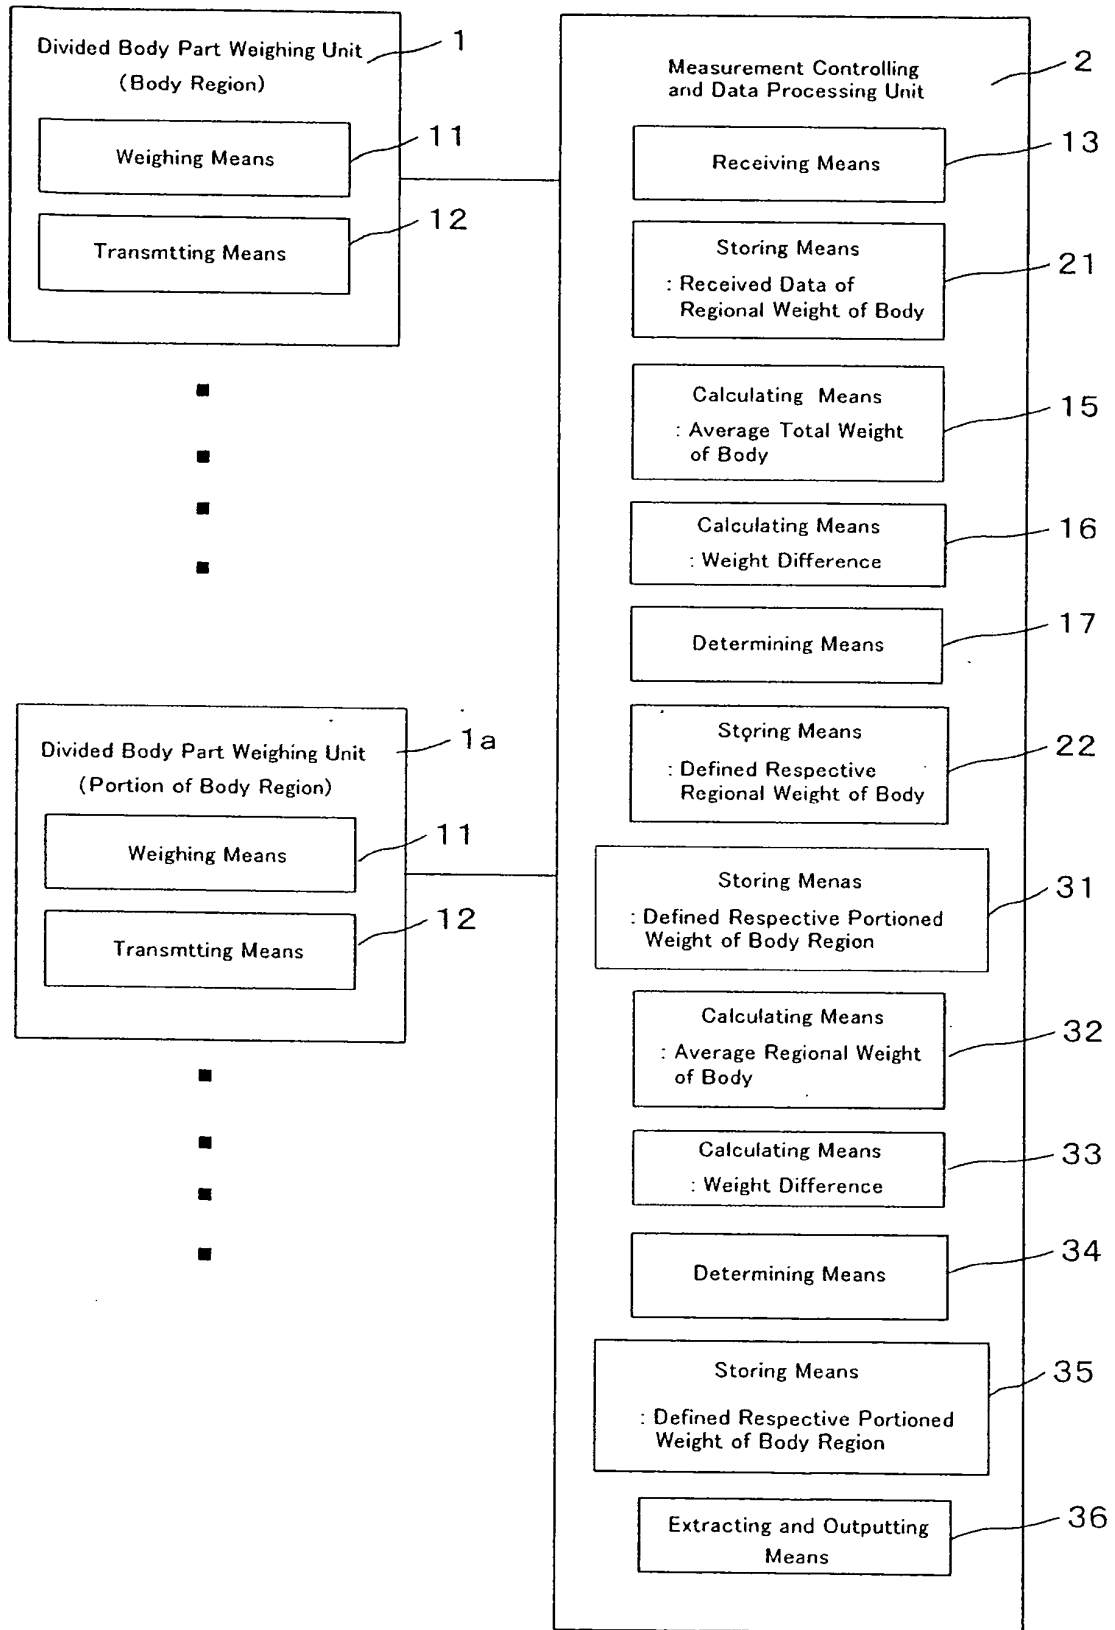 Divided Body Part Weighing Unit
(Body Region)
1
Weighing Means
11
Transmtting Means
12
Divided Body Part Weighing Unit
(Portion of Body Region)
1a
Weighing Means
11
Transmtting Means
12
Measurement Controlling
and Data Processing Unit
2
Receiving Means
13
Storing Means
: Received Data of
Regional Weight of Body
21
Calculating Means
: Average Total Weight
of Body
15
Calculating Means
: Weight Difference
16
Determining Means
17
Storing Means
: Defined Respective
Regional Weight of Body
22
Storing Menas
: Defined Respective Portioned
Weight of Body Region
31
Calculating Means
: Average Regional Weight
of Body
32
Calculating Means
: Weight Difference
33
Determining Means
34
Storing Means
: Defined Respective Portioned
Weight of Body Region
35
Extracting and Outputting
Means
36